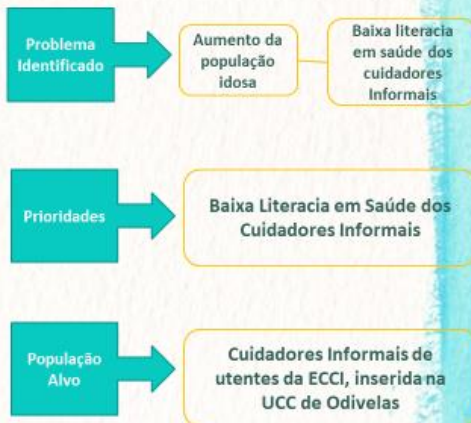 Problema
Identificado
Aumento da
população
idosa
Baixa literacia
em saúde dos
cuidadores
Informais
Prioridades
Baixa Literacia em Saúde dos
Cuidadores Informais
População
Alvo
Cuidadores Informais de
utentes da ECCI, inserida na
UCC de Odivelas